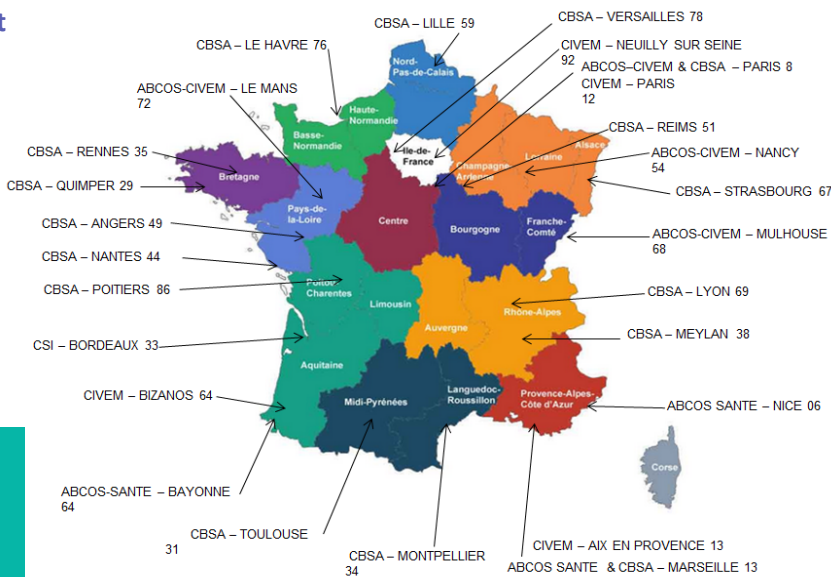 t
CBSA – LILLE 59
CBSA – VERSAILLES 78
CBSA – LE HAVRE 76
CIVEM – NEUILLY SUR SEINE
92
ABCOS–CIVEM & CBSA – PARIS 8
CIVEM – PARIS
12
ABCOS-CIVEM – LE MANS
72
CBSA – REIMS 51
CBSA – RENNES 35
ABCOS-CIVEM – NANCY
54
CBSA – QUIMPER 29
CBSA – STRASBOURG 67
CBSA – ANGERS 49
ABCOS-CIVEM – MULHOUSE
68
CBSA – NANTES 44
CBSA – POITIERS 86
CBSA – LYON 69
CSI – BORDEAUX 33
CBSA – MEYLAN 38
CIVEM – BIZANOS 64
ABCOS SANTE – NICE 06
ABCOS-SANTE – BAYONNE
64
CBSA – TOULOUSE
31
CBSA – MONTPELLIER
34
CIVEM – AIX EN PROVENCE 13
ABCOS SANTE & CBSA – MARSEILLE 13
Nord-
Pas-de-Calais
Haute-
Normandie
Basse-
Normandie
Ile-de-
France
Champagne
Ardenne
Lorraine
Alsace
Bretagne
Pays-de-
la-Loire
Centre
Bourgogne
Franche-
Comté
Poitou-
Charentes
Limousin
Auvergne
Rhône-Alpes
Aquitaine
Midi-Pyrénées
Languedoc-
Roussillon
Provence-Alpes-
Côte d'Azur
Corse